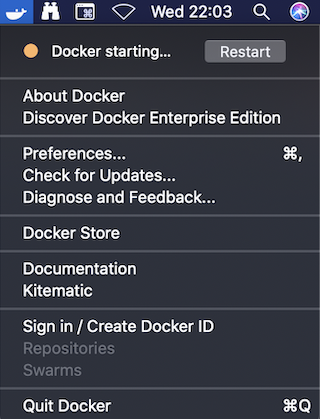 Wed 22:03
Docker starting... Restart
About Docker
Discover Docker Enterprise Edition
Preferences... ⌘,
Check for Updates...
Diagnose and Feedback...
Docker Store
Documentation
Kitematic
Sign in / Create Docker ID
Repositories
Swarms
Quit Docker ⌘Q